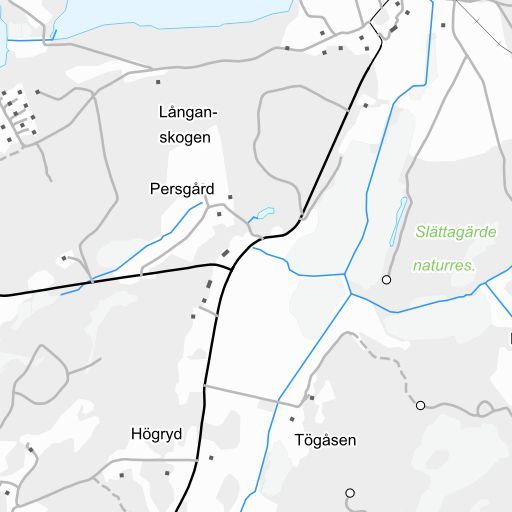 Långan-
skogen
Persgård
Slättagärde
naturres.
Högryd
Tögåsen